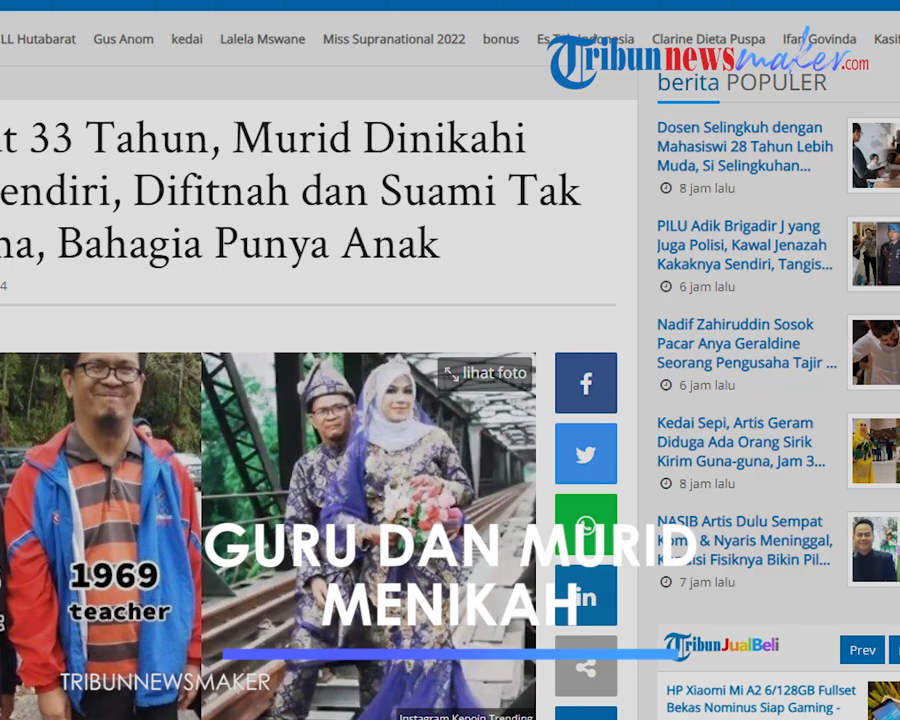 LL Hutabarat Gus Anom kedai Lalela Mswane Miss Supranational 2022 bonus Clarine Dieta Puspa Ifan Govinda
Tribunnewsmaker.com
berita POPULER
33 Tahun, Murid Dinikahi
endiri, Difitnah dan Suami Tak
Bahagia Punya Anak
4
lihat foto
1969
teacher
GURU DAN MURID
MENIKAH
TRIBUNNEWSMAKER
Instagram Kepoin Trending
Dosen Selingkuh dengan
Mahasiswi 28 Tahun Lebih
Muda, Si Selingkuhan...
8 jam lalu
PILU Adik Brigadir J yang
Juga Polisi, Kawal Jenazah
Kakaknya Sendiri, Tangis...
6 jam lalu
Nadif Zahiruddin Sosok
Pacar Anya Geraldine
Seorang Pengusaha Tajir ...
6 jam lalu
Kedai Sepi, Artis Geram
Diduga Ada Orang Sirik
Kirim Guna-guna, Jam 3...
8 jam lalu
NASIB Artis Dulu Sempat
& Nyaris Meninggal,
Fisiknya Bikin Pil...
7 jam lalu
TribunJualBeli
Prev
HP Xiaomi Mi A2 6/128GB Fullset
Bekas Nominus Siap Gaming -